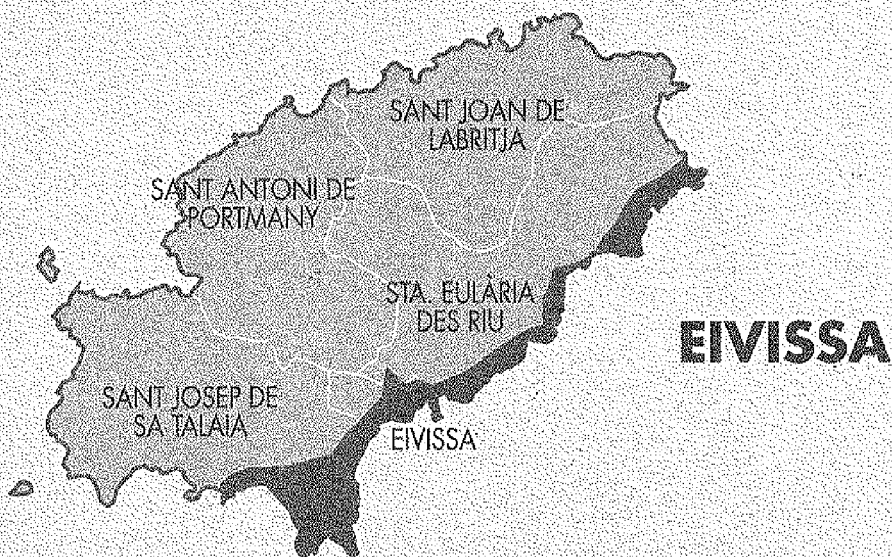 SANT JOAN DE
LABRITJA
SANT ANTONI DE
PORTMANY
STA. EULÀRIA
DES RIU
EIVISSA
SANT JOSEP DE
SA TALAIA
EIVISSA